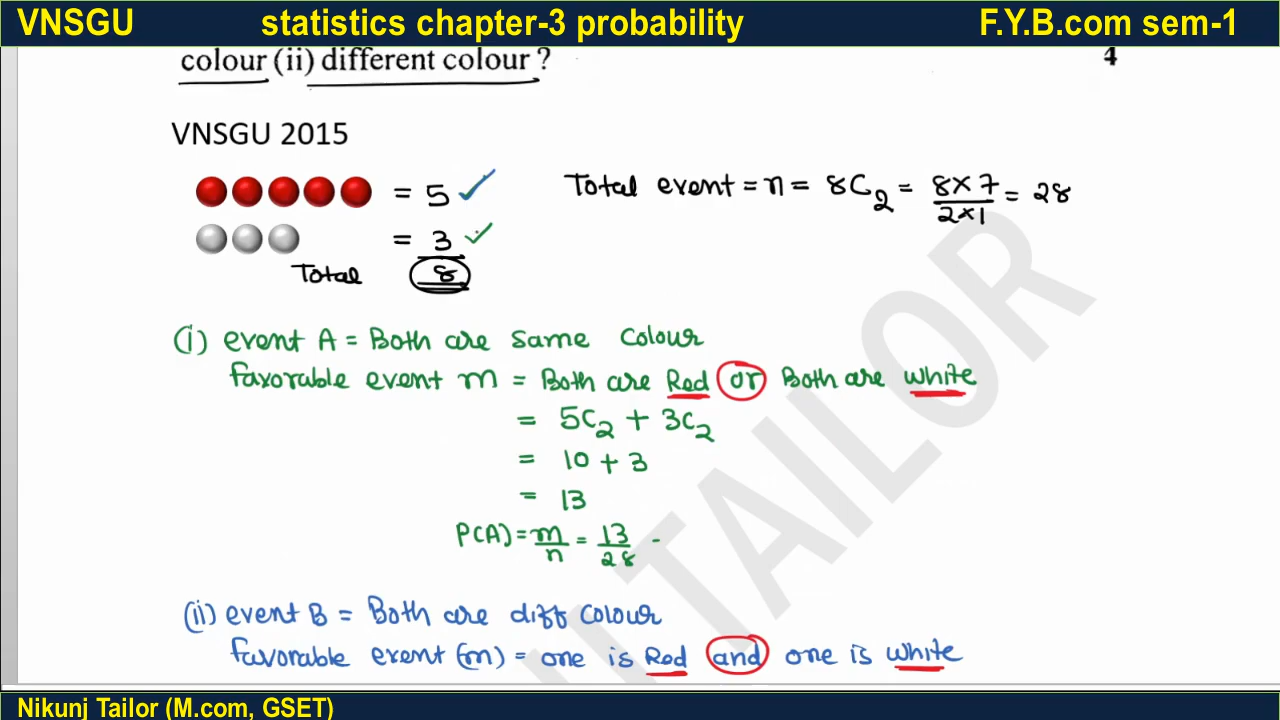 VNSGU statistics chapter-3 probability F.Y.B.com sem-1
colour (ii) different colour ? 4
VNSGU 2015
= 5 ✓
= 3 ✓
Total 8
Total event = n = 8C₂ = 8×7/2×1 = 28
(i) event A = Both are same colour
favorable event m = Both are Red or Both are white
= 5C₂ + 3C₂
= 10 + 3
= 13
P(A) = m/n = 13/28 -
(ii) event B = Both are diff colour
favorable event (m) = one is Red and one is white
I TAILOR
Nikunj Tailor (M.com, GSET)